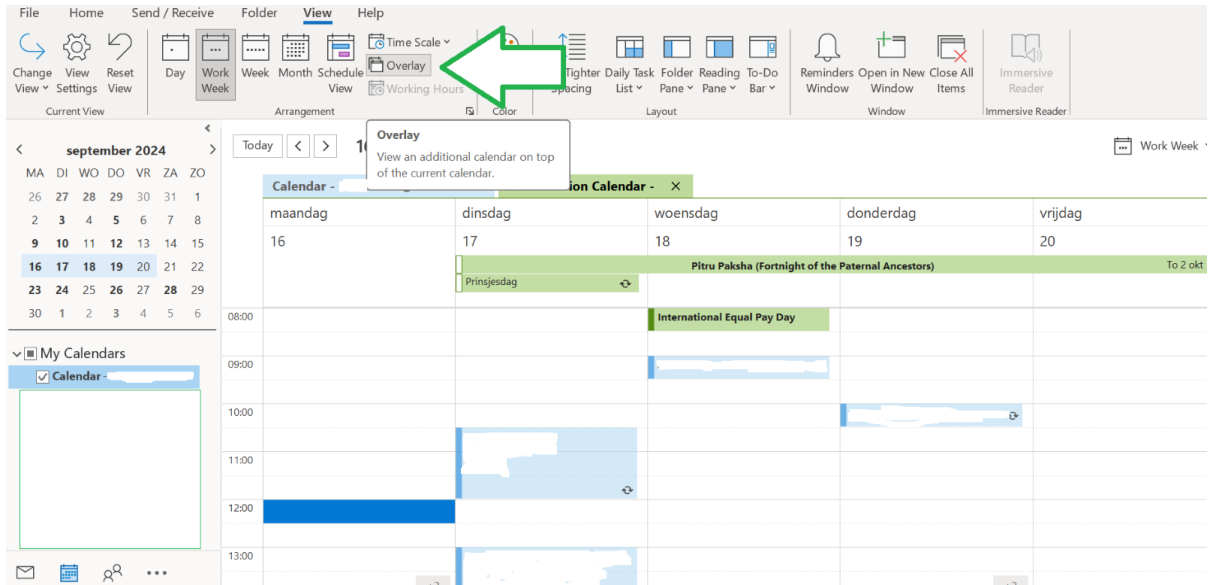 File Home Send / Receive Folder View Help
Change View
View Settings
Reset View
Day
Work Week
Week
Month
Schedule View
Time Scale
Overlay
Working Hours
Tighter Spacing
Daily Task List
Folder Pane
Reading Pane
To-Do Bar
Reminders Window
Open in New Window
Close All Items
Immersive Reader
Current View Arrangement Color Layout Window Immersive Reader
Overlay
View an additional calendar on top
of the current calendar.
september 2024
MA DI WO DO VR ZA ZO
26 27 28 29 30 31 1
2 3 4 5 6 7 8
9 10 11 12 13 14 15
16 17 18 19 20 21 22
23 24 25 26 27 28 29
30 1 2 3 4 5 6
My Calendars
Calendar -
Today
Work Week
Calendar - Calendar -
maandag dinsdag woensdag donderdag vrijdag
16 17 18 19 20
Pitru Paksha (Fortnight of the Paternal Ancestors) To 2 okt
Prinsjesdag
08:00 International Equal Pay Day
09:00
10:00
11:00
12:00
13:00